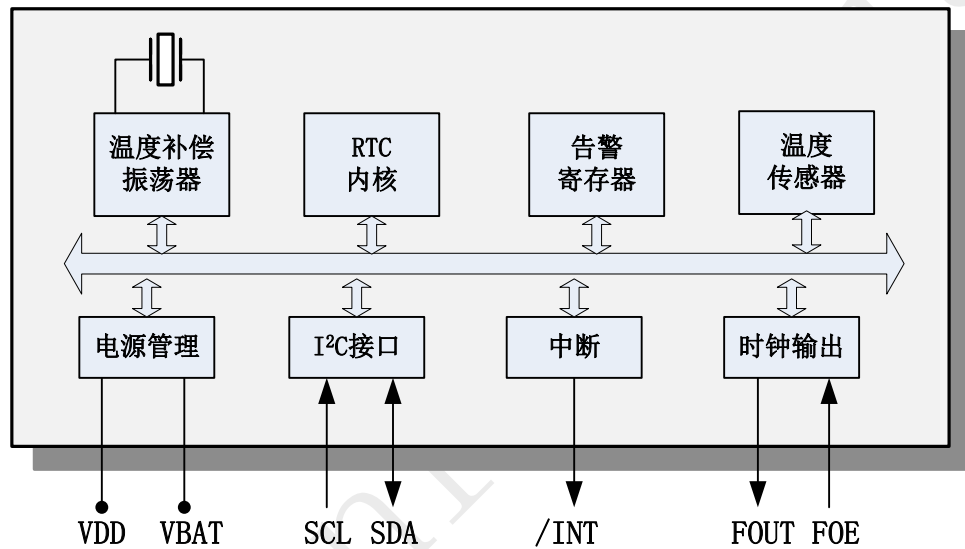 温度补偿
振荡器
RTC
内核
告警
寄存器
温度
传感器
电源管理
I²C接口
中断
时钟输出
VDD VBAT SCL SDA /INT FOUT FOE